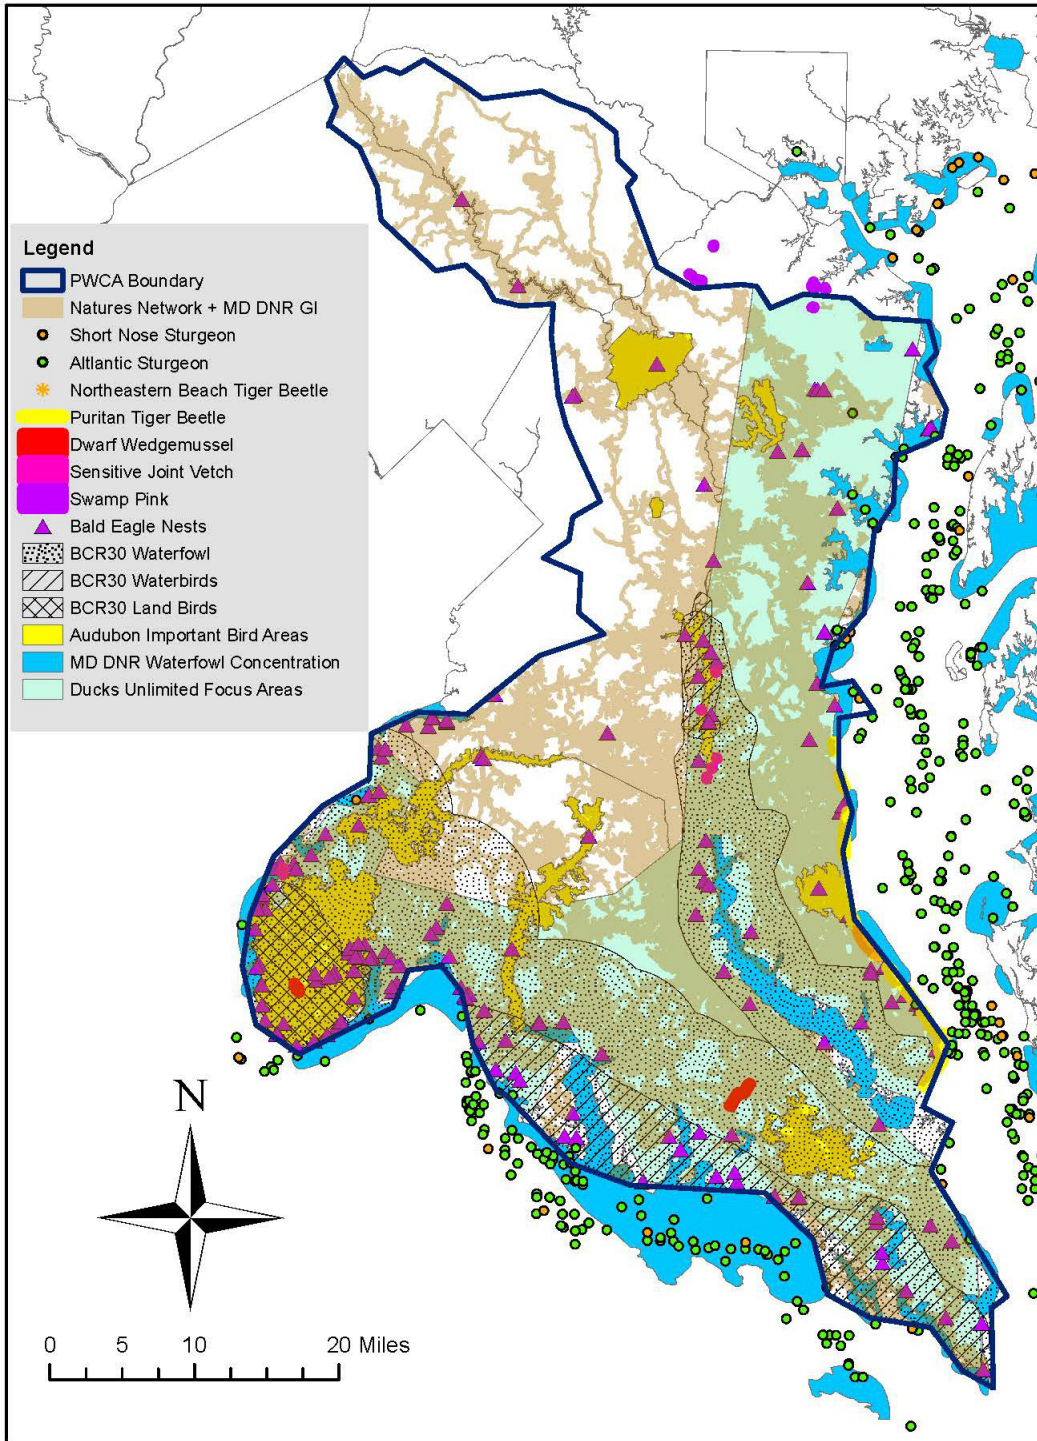 Legend
PWCA Boundary
Natures Network + MD DNR GI
Short Nose Sturgeon
Altlantic Sturgeon
Northeastern Beach Tiger Beetle
Puritan Tiger Beetle
Dwarf Wedgemussel
Sensitive Joint Vetch
Swamp Pink
Bald Eagle Nests
BCR30 Waterfowl
BCR30 Waterbirds
BCR30 Land Birds
Audubon Important Bird Areas
MD DNR Waterfowl Concentration
Ducks Unlimited Focus Areas
N
0 5 10 20 Miles